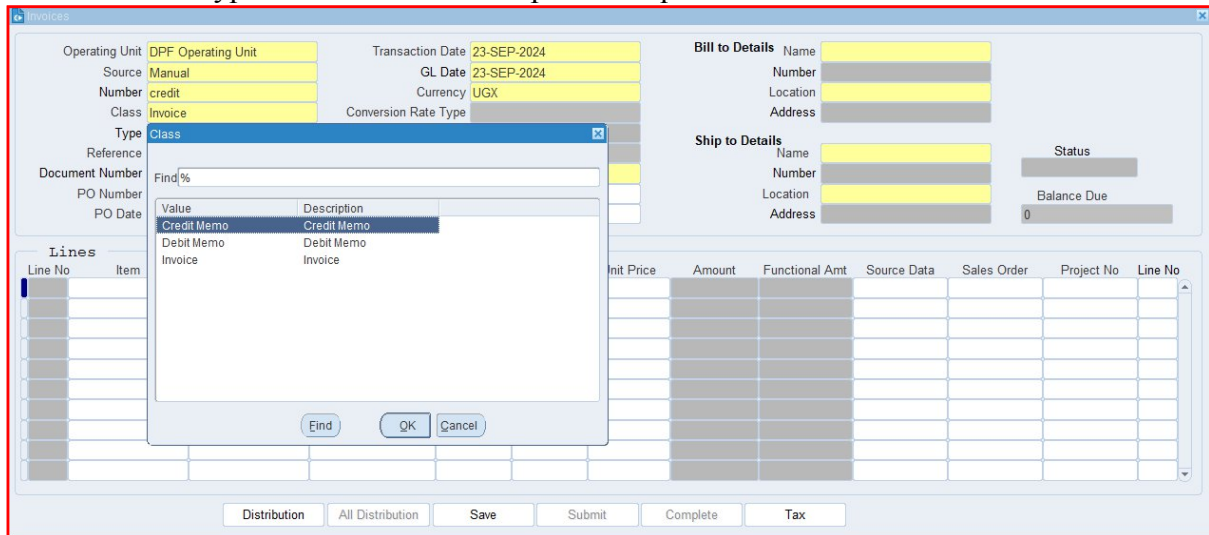 Invoices
Operating Unit DPF Operating Unit Transaction Date 23-SEP-2024 Bill to Details Name
Source Manual GL Date 23-SEP-2024 Number
Number credit Currency UGX Location
Class Invoice Conversion Rate Type Address
Type Class
Ship to Details
Reference Name Status
Document Number Find % Number
PO Number Location Balance Due
Value Description
PO Date Address 0
Credit Memo Credit Memo
Debit Memo Debit Memo
Invoice Invoice
Lines
Line No Item Unit Price Amount Functional Amt Source Data Sales Order Project No Line No
Find OK Cancel
Distribution All Distribution Save Submit Complete Tax